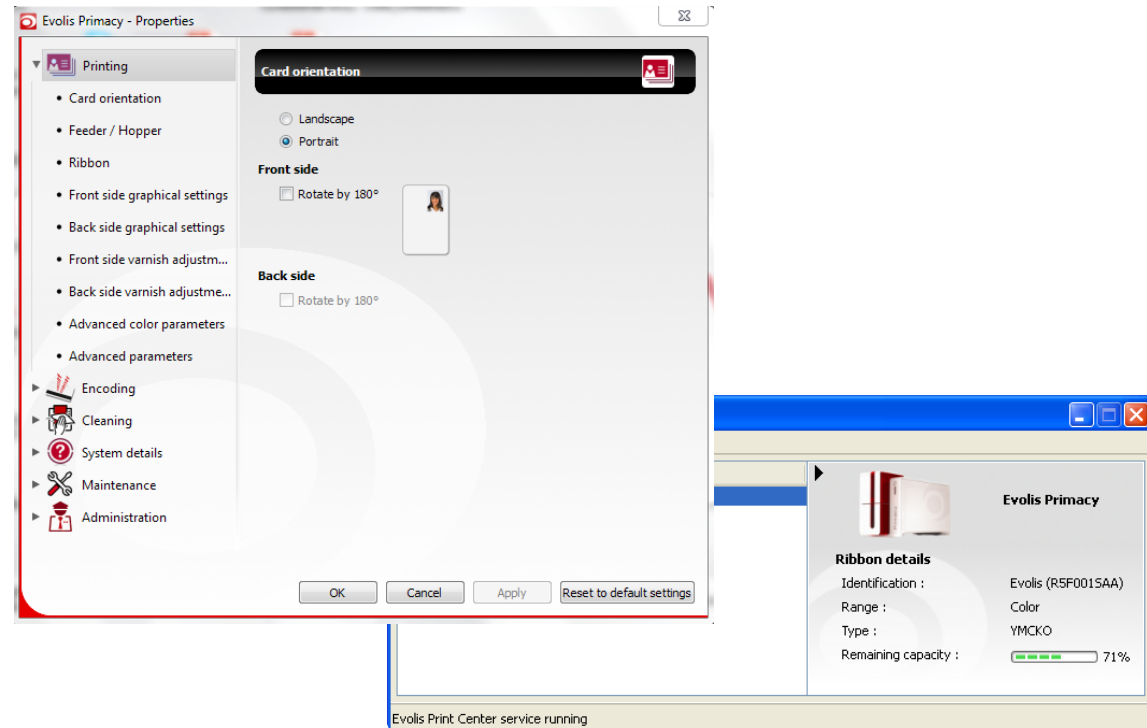 Evolis Primacy - Properties
Printing
Card orientation
Feeder / Hopper
Ribbon
Front side graphical settings
Back side graphical settings
Front side varnish adjustm...
Back side varnish adjustme...
Advanced color parameters
Advanced parameters
Encoding
Cleaning
System details
Maintenance
Administration
Card orientation
Landscape
Portrait
Front side
Rotate by 180°
Back side
Rotate by 180°
OK Cancel Apply Reset to default settings
Evolis Primacy
Ribbon details
Identification : Evolis (R5F001SAA)
Range : Color
Type : YMCKO
Remaining capacity : 71%
Evolis Print Center service running